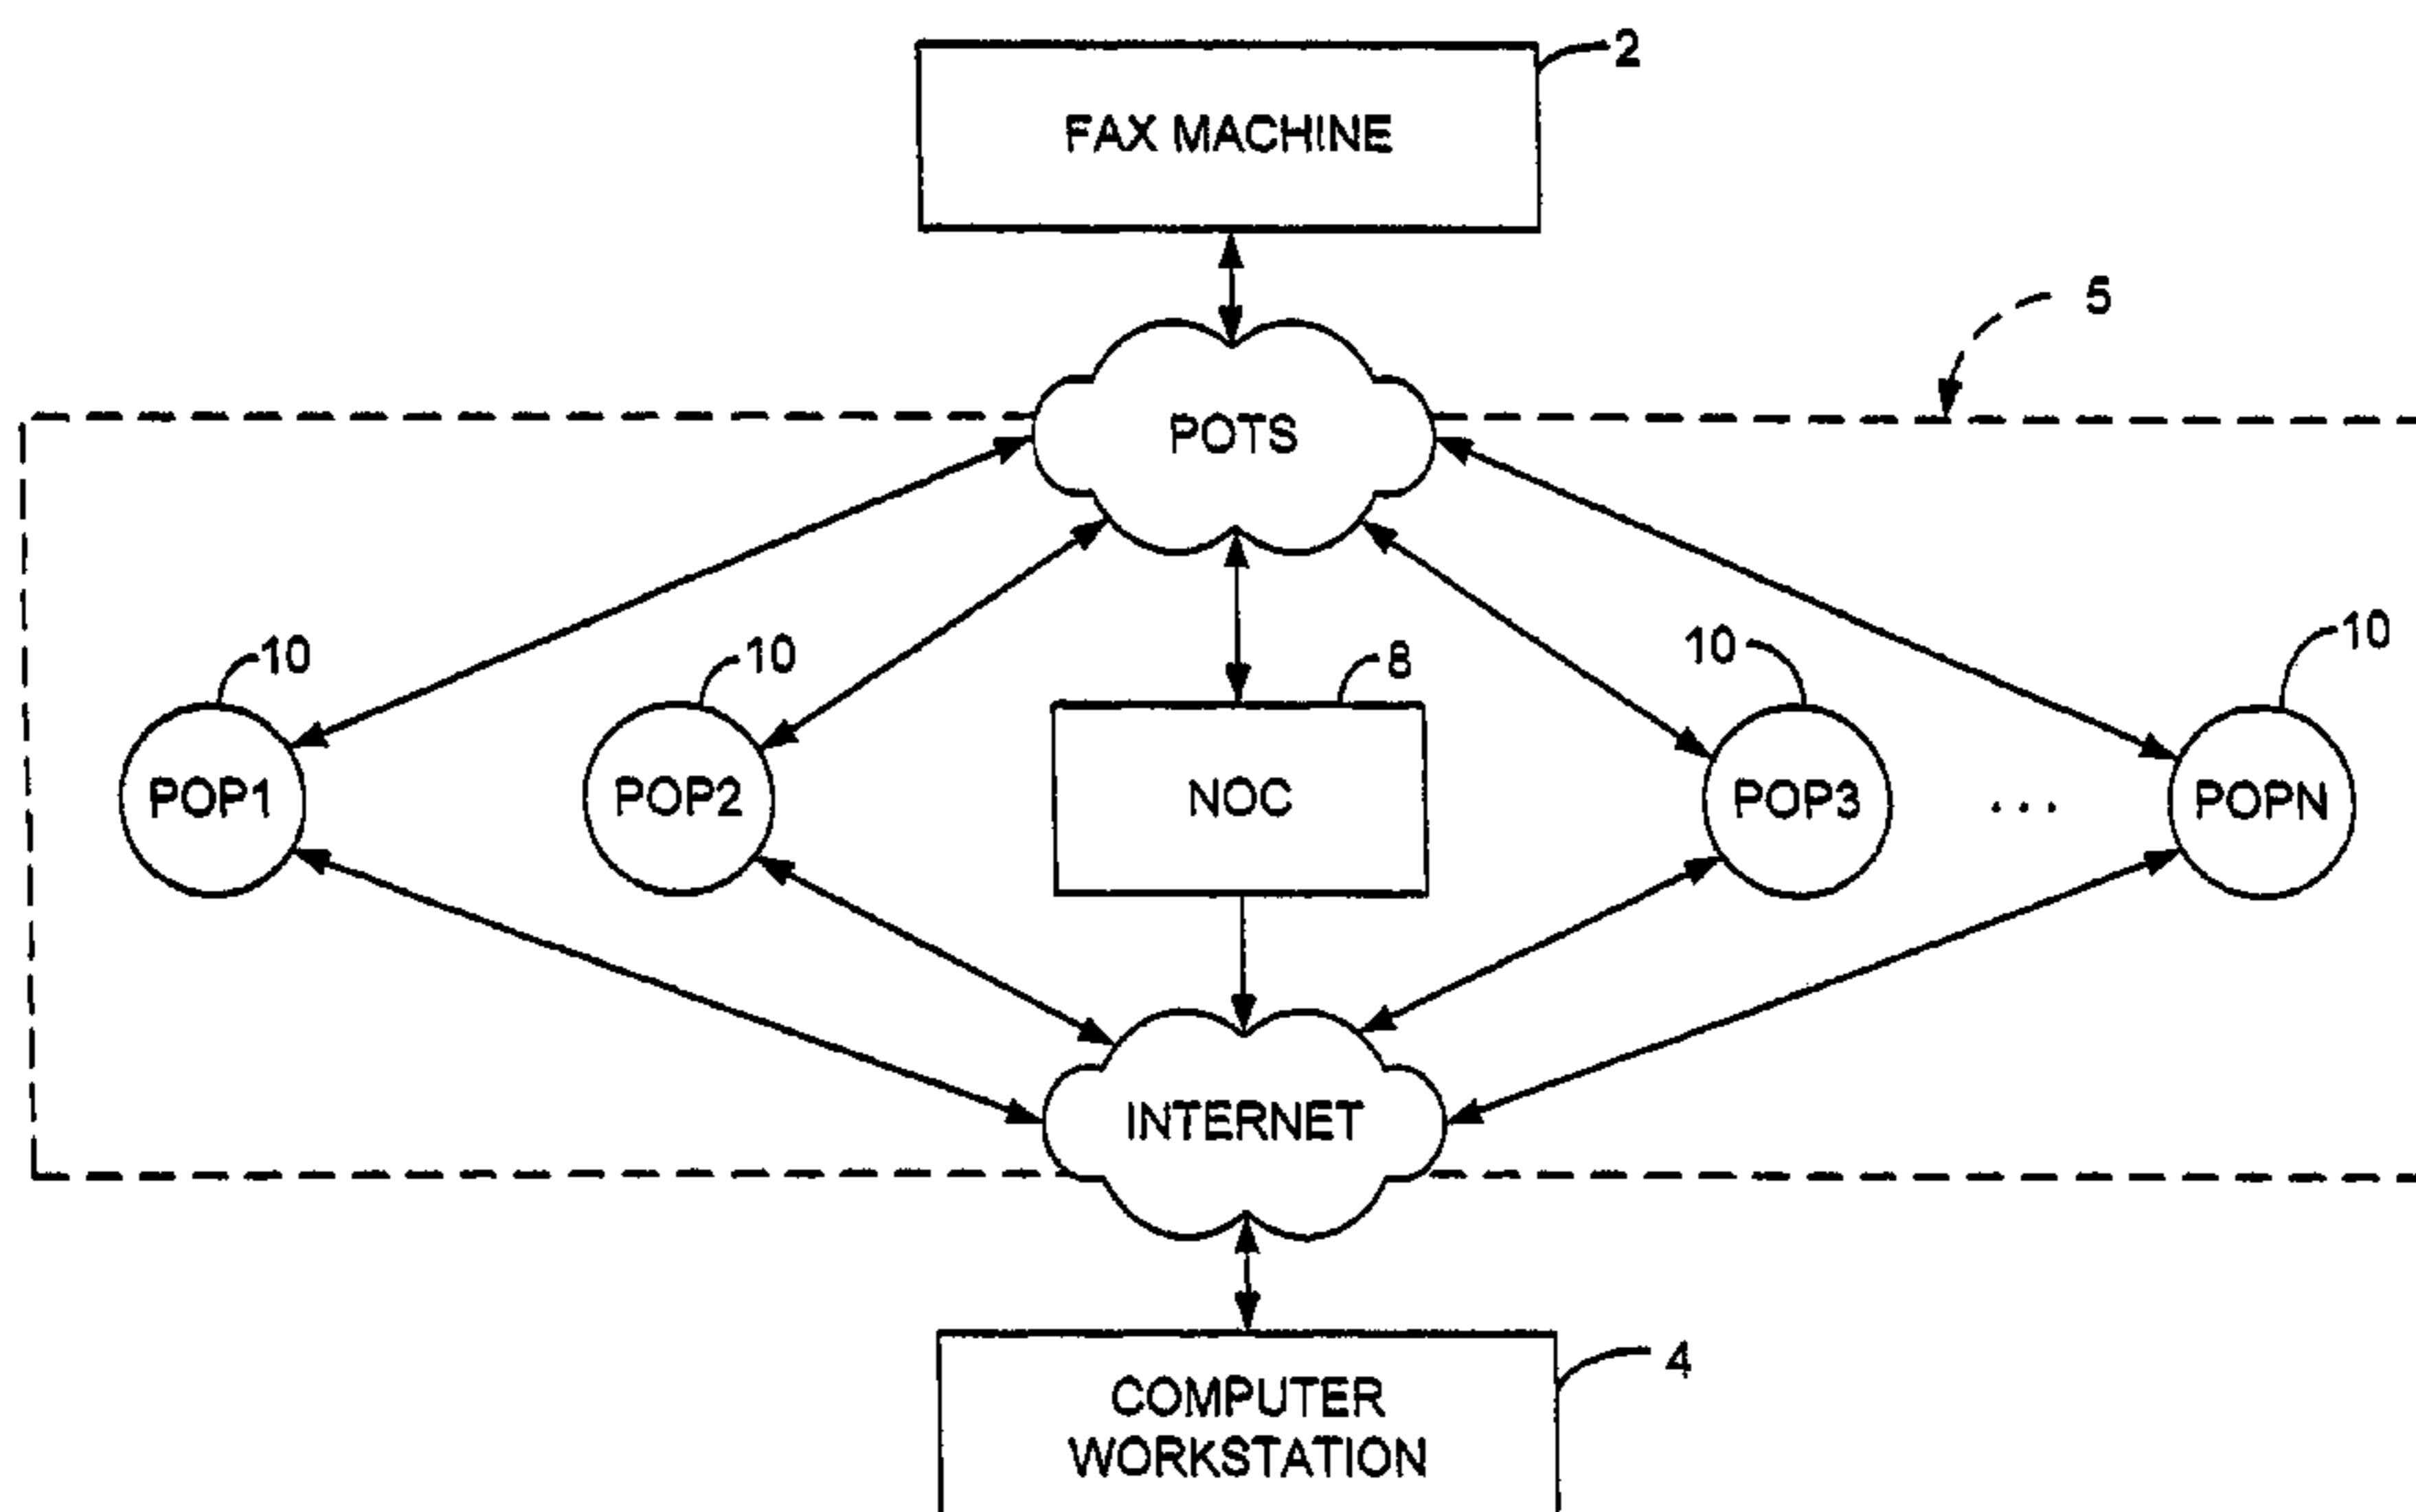 2
FAX MACHINE
5
POTS
10
10
8
10
10
POP1
POP2
NOC
POP3
...
POPN
INTERNET
4
COMPUTER
WORKSTATION